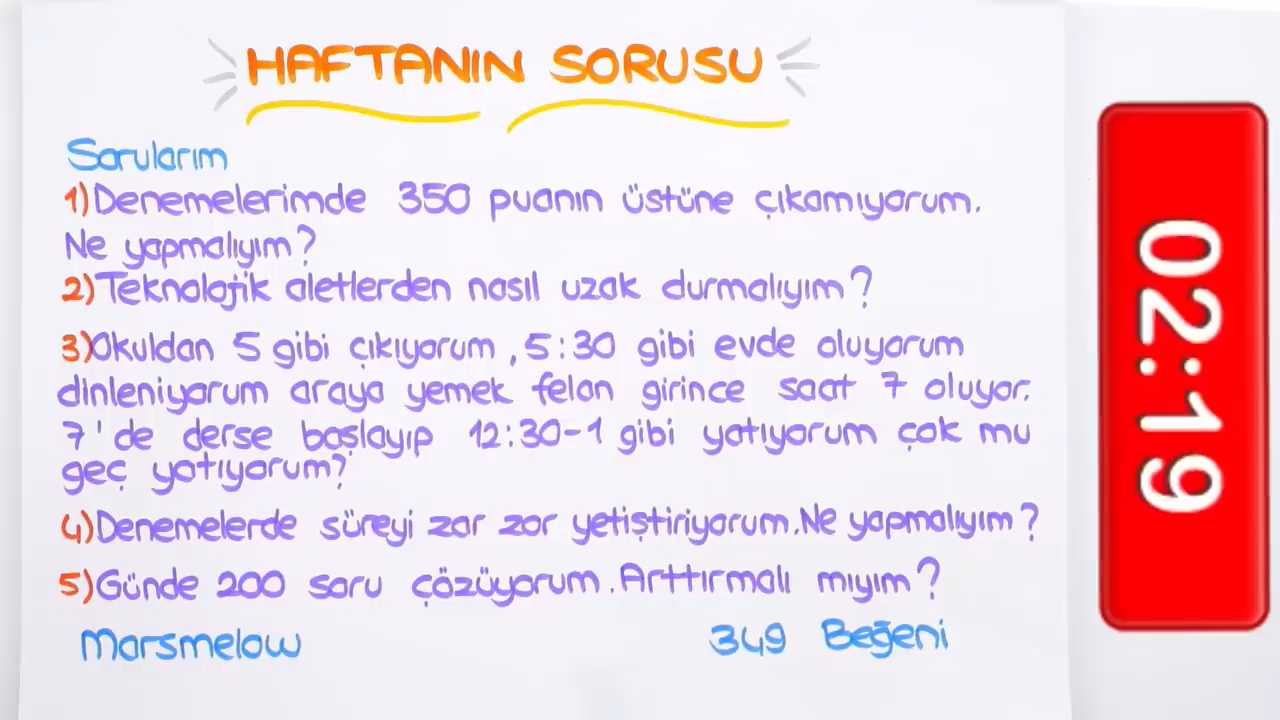 HAFTANIN SORUSU
Sorularım
1)Denemelerimde 350 puanın üstüne çıkamıyorum.
Ne yapmalıyım?
2)Teknolojik aletlerden nasıl uzak durmalıyım?
3)Okuldan 5 gibi çıkıyorum, 5:30 gibi evde oluyorum
dinleniyorum araya yemek felan girince saat 7 oluyor.
7'de derse başlayıp 12:30-1 gibi yatıyorum çok mu
geç yatıyorum?
4)Denemelerde süreyi zar zor yetiştiriyorum.Ne yapmalıyım?
5)Günde 200 soru çözüyorum.Arttırmalı mıyım?
Marsmelow 349 Beğeni
02:19